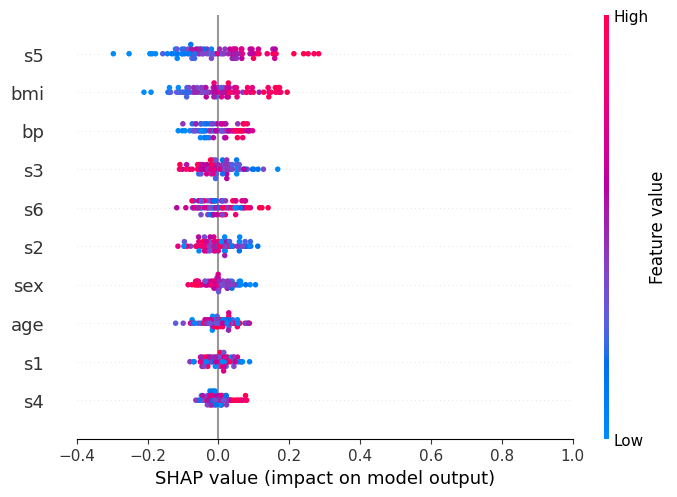 High
s5
bmi
bp
s3
s6
s2
sex
age
s1
s4
Low
Feature value
−0.4 −0.2 0.0 0.2 0.4 0.6 0.8 1.0
SHAP value (impact on model output)